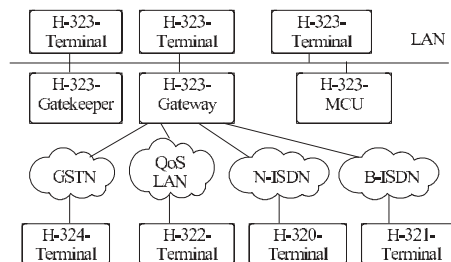 H-323-
Terminal
H-323-
Terminal
H-323-
Terminal
LAN
H-323-
Gatekeeper
H-323-
Gateway
H-323-
MCU
GSTN
QoS
LAN
N-ISDN
B-ISDN
H-324-
Terminal
H-322-
Terminal
H-320-
Terminal
H-321-
Terminal